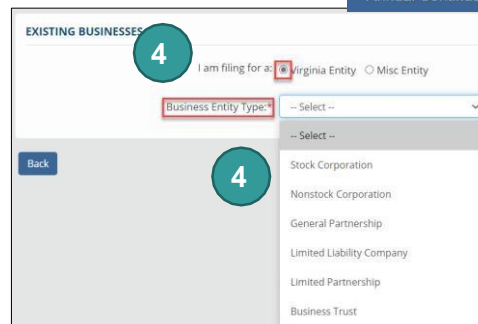 EXISTING BUSINESSES
4
I am filing for a: Virginia Entity Misc Entity
Business Entity Type:* -- Select --
-- Select --
Back
4
Stock Corporation
Nonstock Corporation
General Partnership
Limited Liability Company
Limited Partnership
Business Trust